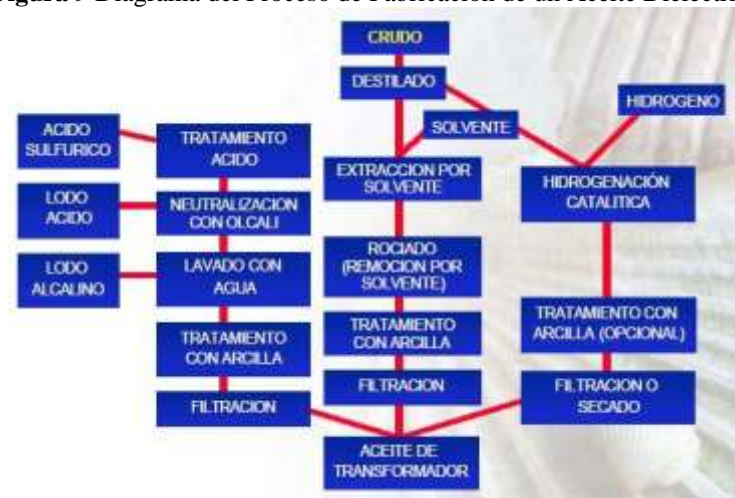 Figura 9 Diagrama del Proceso de Fabricación de un Aceite Dieléctri
CRUDO
DESTILADO
HIDROGENO
SOLVENTE
ACIDO
SULFURICO
TRATAMIENTO
ACIDO
EXTRACCION POR
SOLVENTE
HIDROGENACIÓN
CATALITICA
LODO
ACIDO
NEUTRALIZACION
CON OLCALI
ROCIADO
(REMOCION POR
SOLVENTE)
LODO
ALCALINO
LAVADO CON
AGUA
TRATAMIENTO
CON ARCILLA
TRATAMIENTO
CON ARCILLA
TRATAMIENTO CON
ARCILLA (OPCIONAL)
FILTRACION
FILTRACION
FILTRACION O
SECADO
ACEITE DE
TRANSFORMADOR